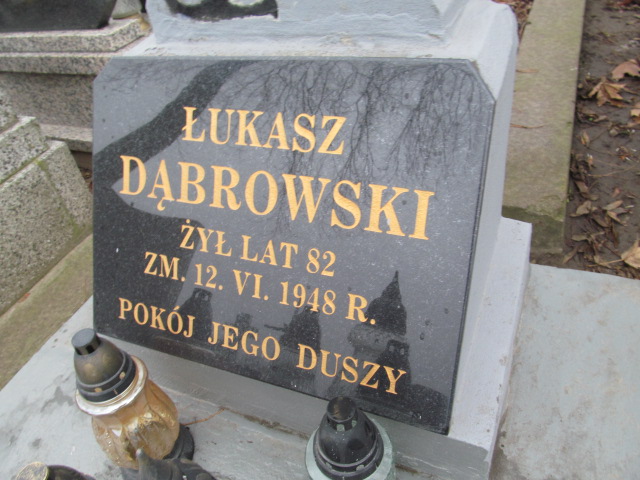 ŁUKASZ
DĄBROWSKI
ŻYŁ LAT 82
ZM. 12. VI. 1948 R.
POKÓJ JEGO DUSZY